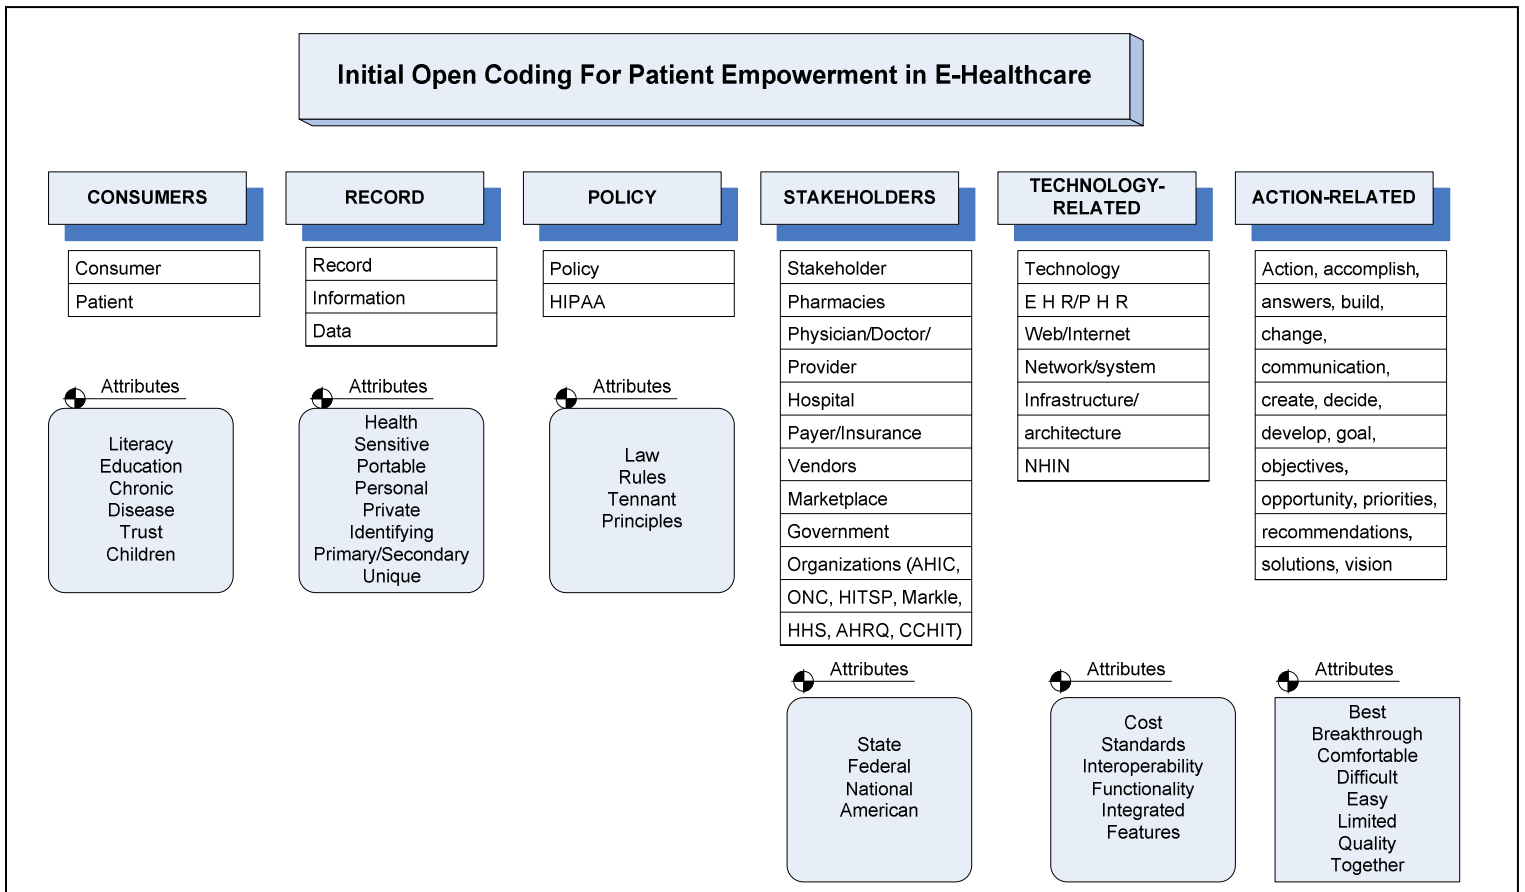 Initial Open Coding For Patient Empowerment in E-Healthcare
CONSUMERS
Consumer
Patient
Attributes
Literacy
Education
Chronic
Disease
Trust
Children
RECORD
Record
Information
Data
Attributes
Health
Sensitive
Portable
Personal
Private
Identifying
Primary/Secondary
Unique
POLICY
Policy
HIPAA
Attributes
Law
Rules
Tennant
Principles
STAKEHOLDERS
Stakeholder
Pharmacies
Physician/Doctor/
Provider
Hospital
Payer/Insurance
Vendors
Marketplace
Government
Organizations (AHIC,
ONC, HITSP, Markle,
HHS, AHRQ, CCHIT)
Attributes
State
Federal
National
American
TECHNOLOGY-
RELATED
Technology
E H R/P H R
Web/Internet
Network/system
Infrastructure/
architecture
NHIN
Attributes
Cost
Standards
Interoperability
Functionality
Integrated
Features
ACTION-RELATED
Action, accomplish,
answers, build,
change,
communication,
create, decide,
develop, goal,
objectives,
opportunity, priorities,
recommendations,
solutions, vision
Attributes
Best
Breakthrough
Comfortable
Difficult
Easy
Limited
Quality
Together